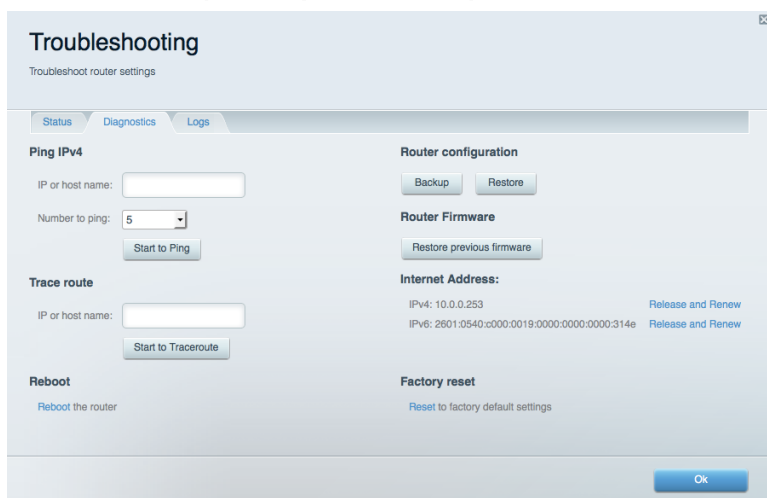 Troubleshooting
Troubleshoot router settings
Status
Diagnostics
Logs
Ping IPv4
IP or host name:
Number to ping: 5
Start to Ping
Trace route
IP or host name:
Start to Traceroute
Reboot
Reboot the router
Router configuration
Backup
Restore
Router Firmware
Restore previous firmware
Internet Address:
IPv4: 10.0.0.253 Release and Renew
IPv6: 2601:0540:c000:0019:0000:0000:0000:314e Release and Renew
Factory reset
Reset to factory default settings
Ok